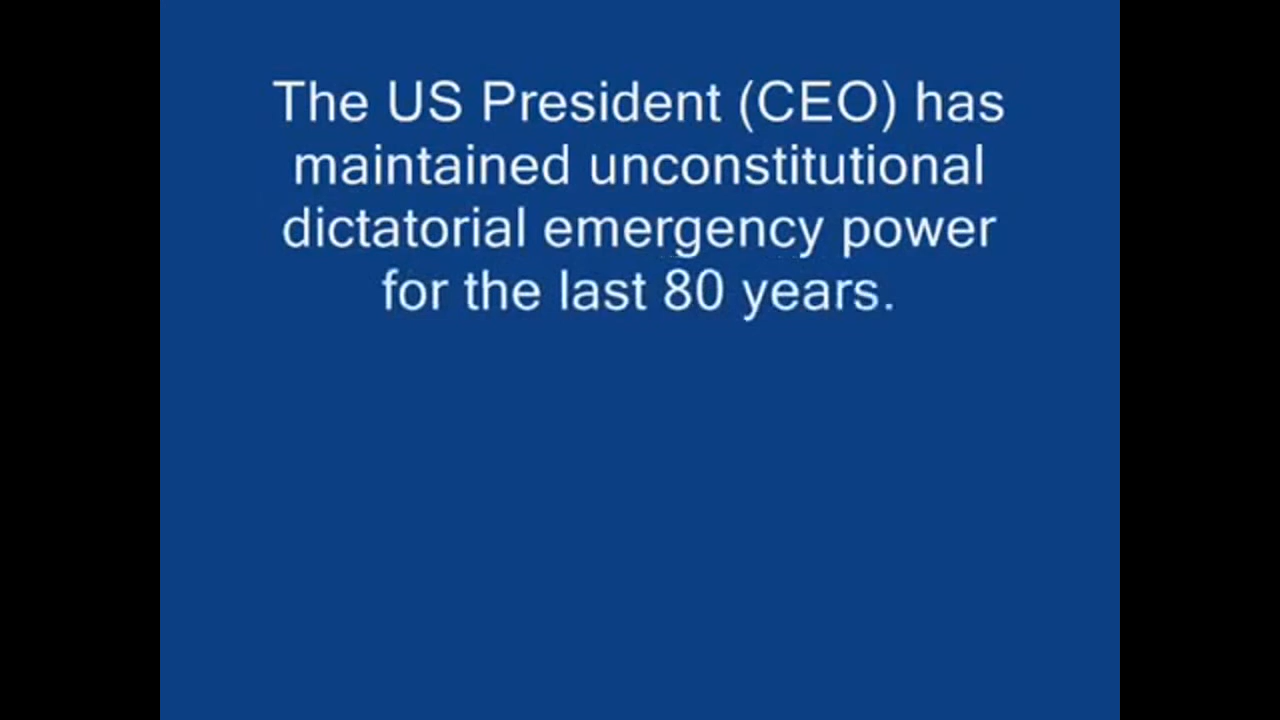 The US President (CEO) has
maintained unconstitutional
dictatorial emergency power
for the last 80 years.